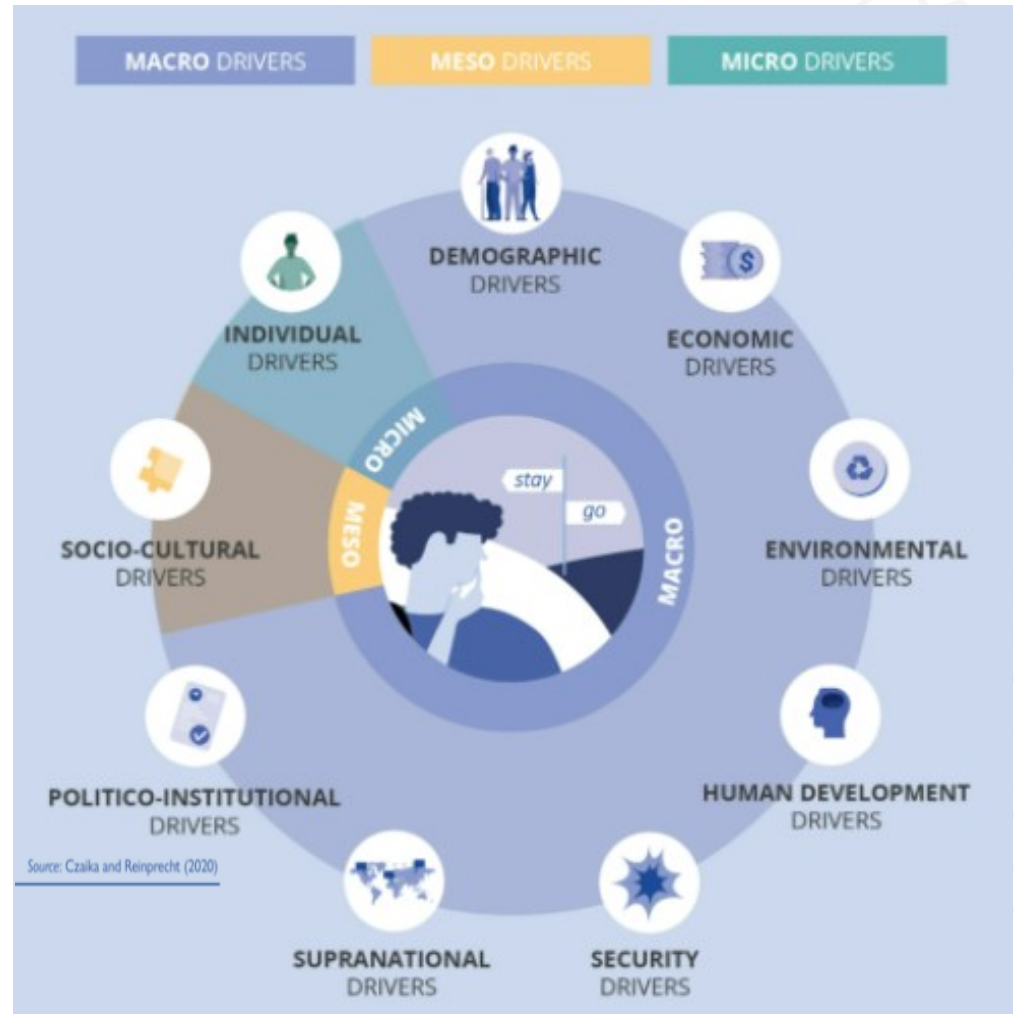 MACRO DRIVERS
MESO DRIVERS
MICRO DRIVERS
DEMOGRAPHIC
DRIVERS
ECONOMIC
DRIVERS
ENVIRONMENTAL
DRIVERS
HUMAN DEVELOPMENT
DRIVERS
SECURITY
DRIVERS
SUPRANATIONAL
DRIVERS
POLITICO-INSTITUTIONAL
DRIVERS
SOCIO-CULTURAL
DRIVERS
INDIVIDUAL
DRIVERS
MICRO
MESO
MACRO
stay
go
Source: Czaika and Reinprecht (2020)